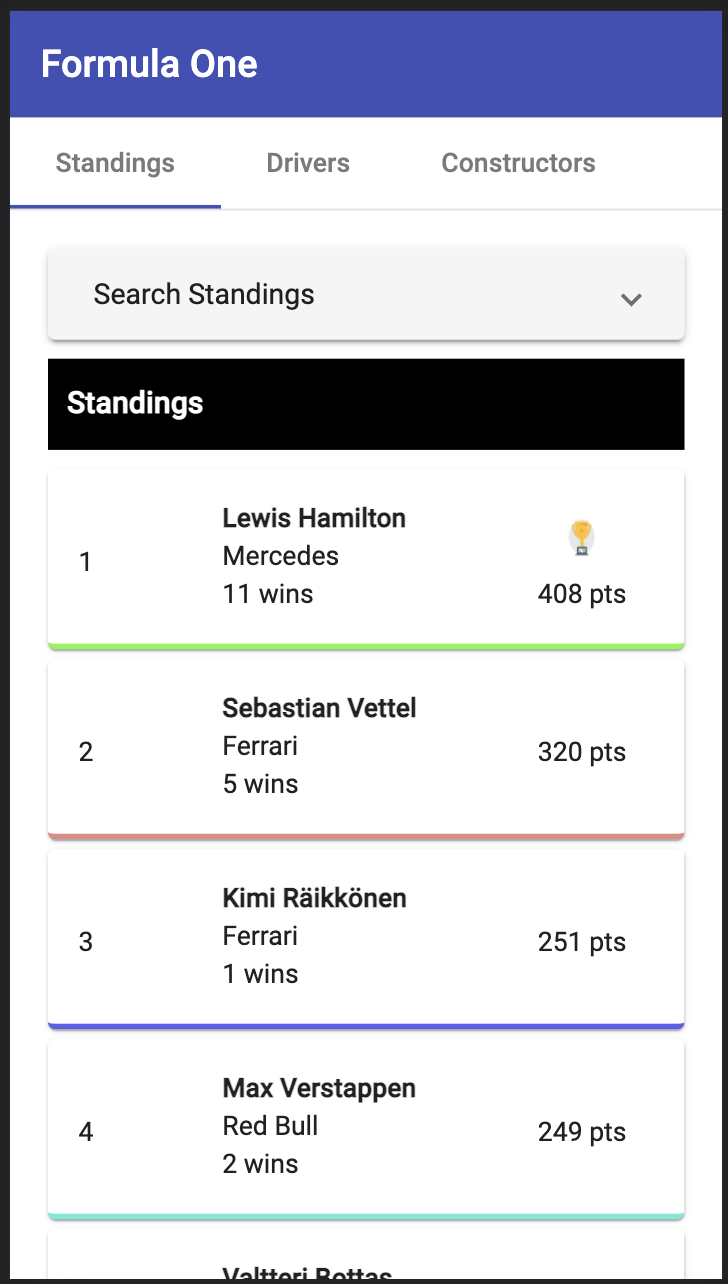 Formula One
Standings Drivers Constructors
Search Standings
Standings
1
Lewis Hamilton
Mercedes
11 wins
408 pts
2
Sebastian Vettel
Ferrari
5 wins
320 pts
3
Kimi Räikkönen
Ferrari
1 wins
251 pts
4
Max Verstappen
Red Bull
2 wins
249 pts
Valtteri Bottas